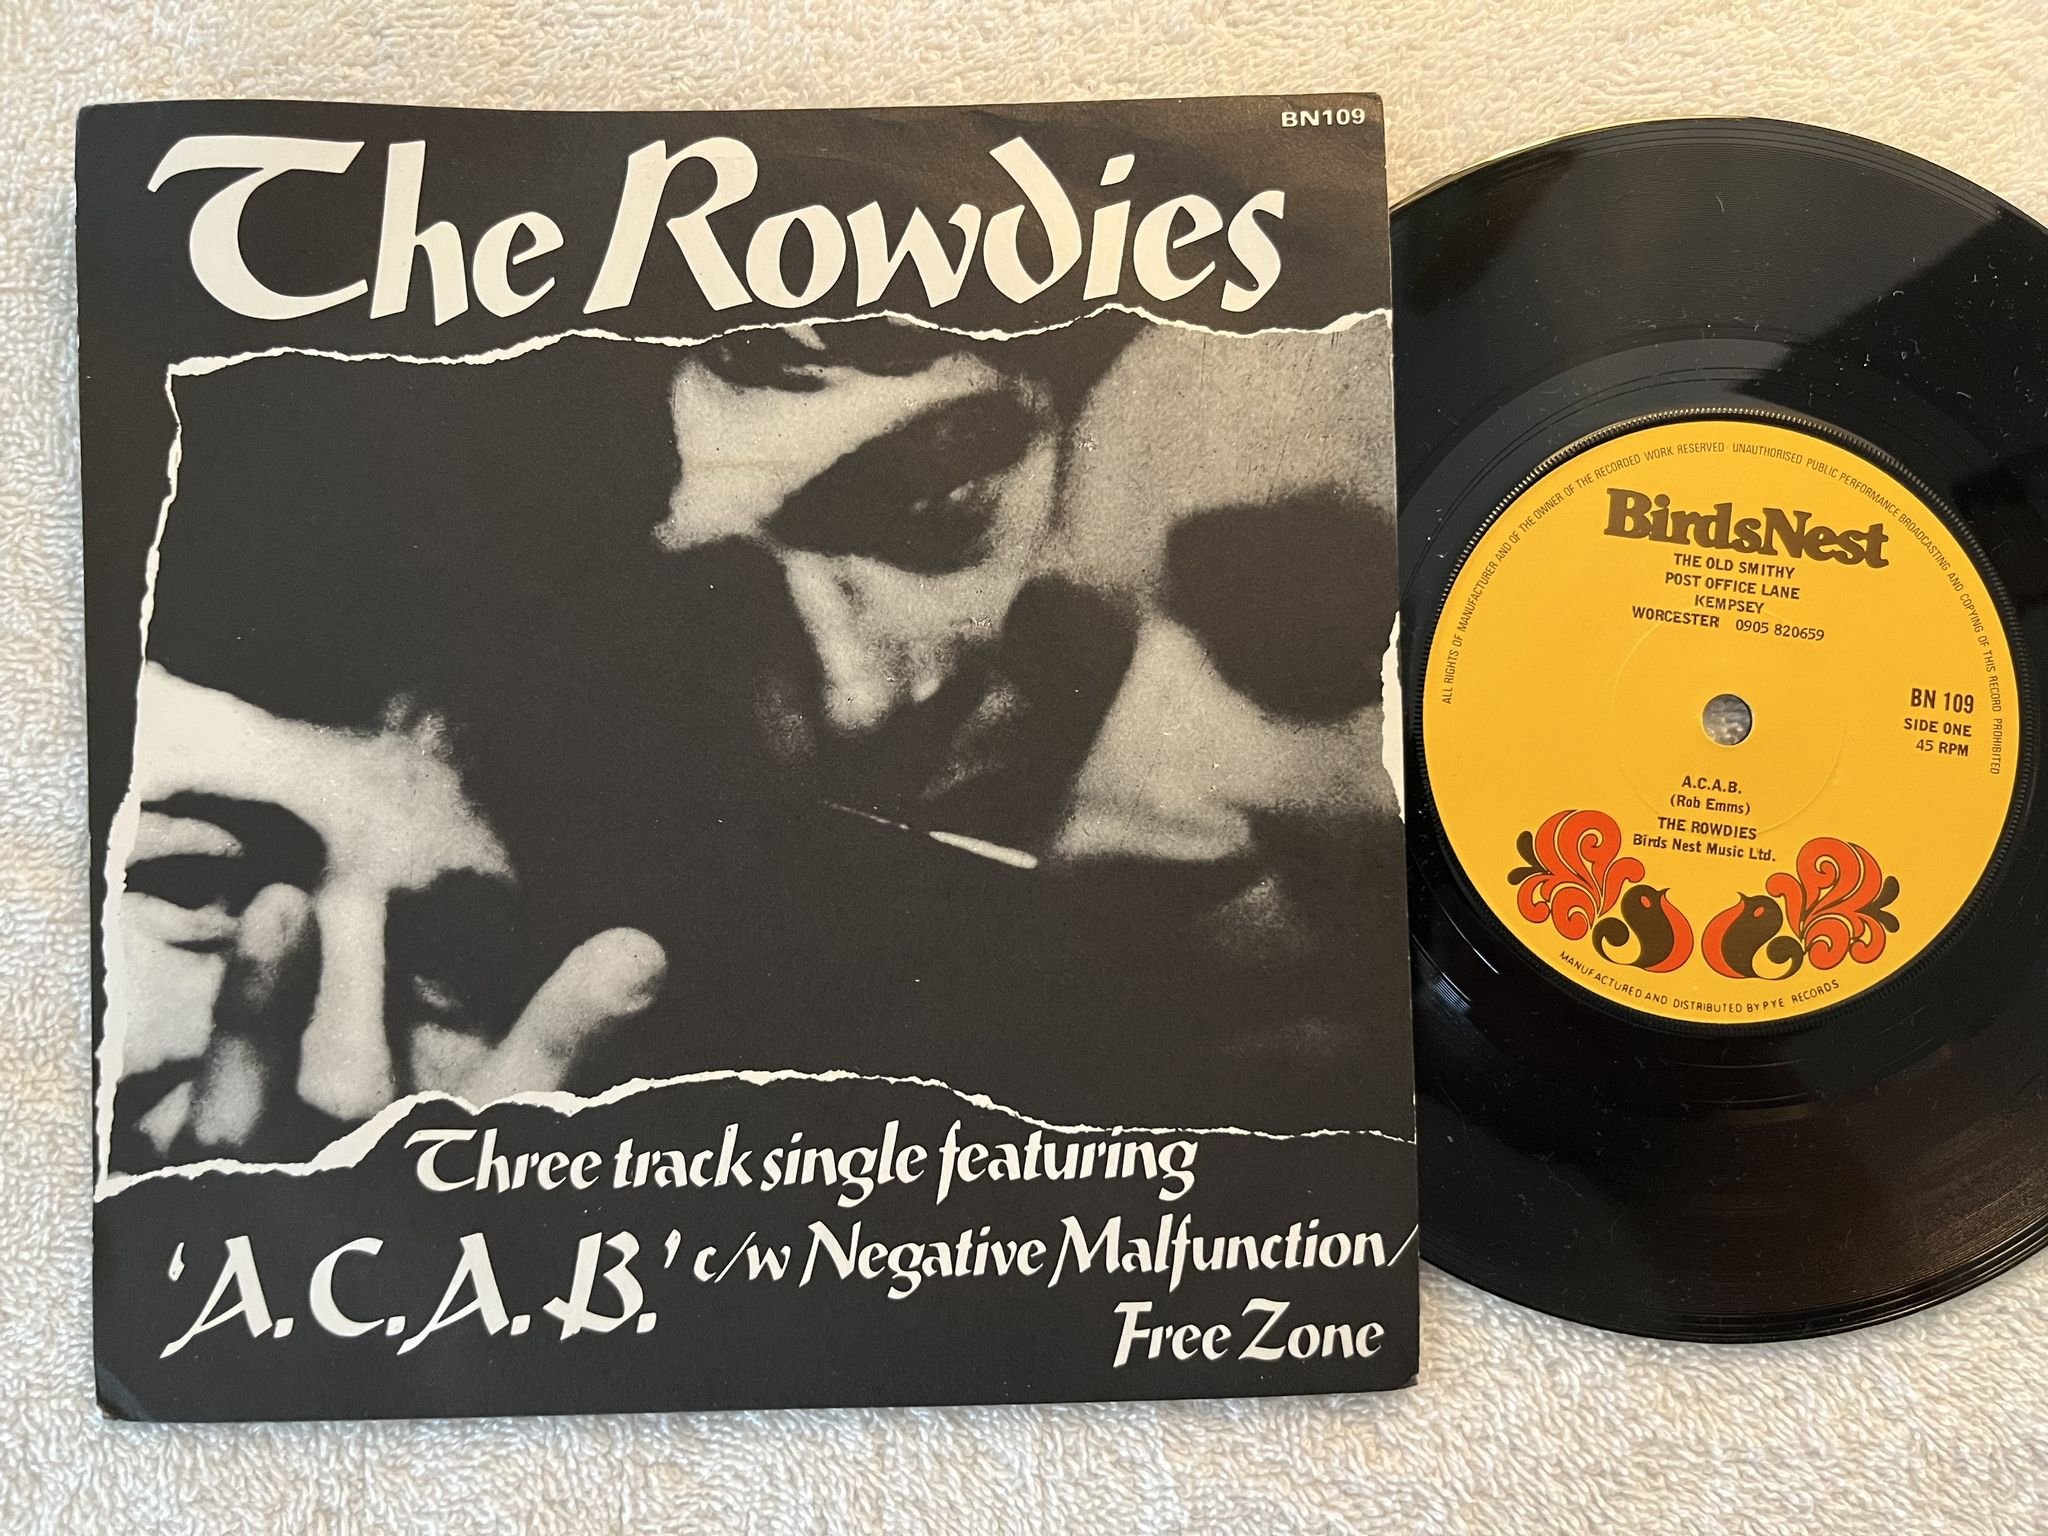 BN109
The Rowdies
Three track single featuring
'A.C.A.B.' c/w Negative Malfunction/
Free Zone
ALL RIGHTS OF MANUFACTURER AND OF THE OWNER OF THE RECORDED WORK RESERVED · UNAUTHORISED PUBLIC PERFORMANCE BROADCASTING AND COPYING OF THIS RECORD PROHIBITED
BirdsNest
THE OLD SMITHY
POST OFFICE LANE
KEMPSEY
WORCESTER 0905 820659
BN 109
SIDE ONE
45 RPM
A.C.A.B.
(Rob Emms)
THE ROWDIES
Birds Nest Music Ltd.
MANUFACTURED AND DISTRIBUTED BY PYE RECORDS